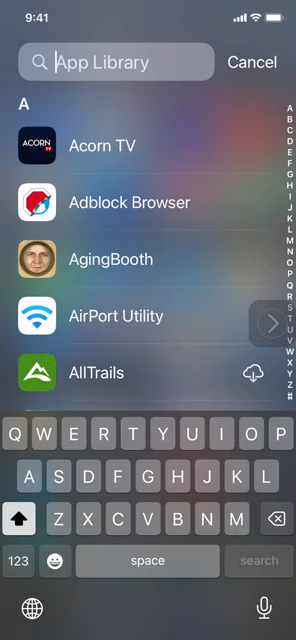 9:41
App Library
Cancel
A
ACORN TV
Acorn TV
Adblock Browser
AgingBooth
AirPort Utility
AllTrails
A
B
C
D
E
F
G
H
I
J
K
L
M
N
O
P
Q
R
S
T
U
V
W
X
Y
Z
#
Q W E R T Y U I O P
A S D F G H J K L
Z X C V B N M
123 space search